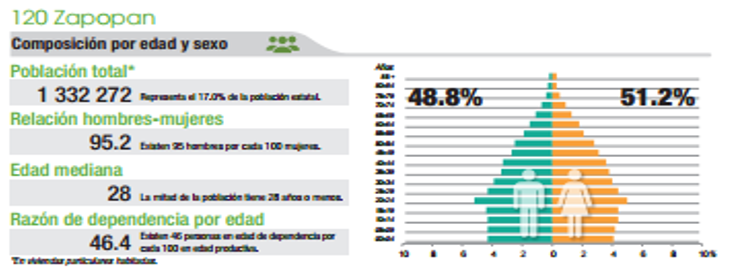 120 Zapopan
Composición por edad y sexo
Población total*
1 332 272 Representa el 17.0% de la población estatal.
Relación hombres-mujeres
95.2 Existen 95 hombres por cada 100 mujeres.
Edad mediana
28 La mitad de la población tiene 28 años o menos.
Razón de dependencia por edad
46.4 Existen 46 personas en edad de dependencia por
cada 100 en edad productiva.
*En viviendas particulares habitadas.
Años
48.8% 51.2%
10 8 6 4 2 0 2 4 6 8 10%